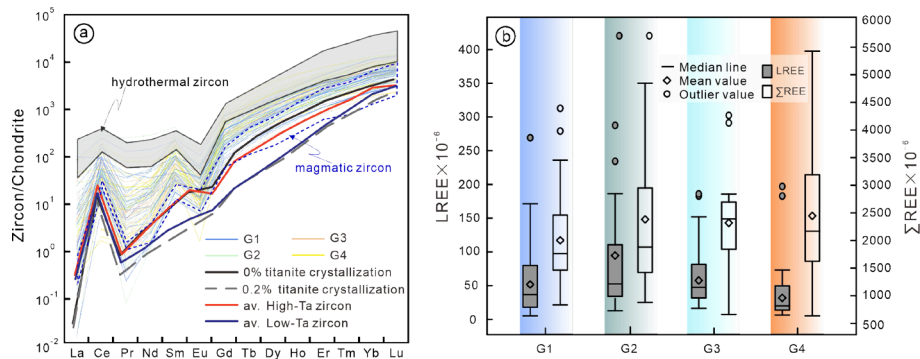 a
10^5
10^4
10^3
10^2
10^1
10^0
10^-1
10^-2
Zircon/Chondrite
hydrothermal zircon
magmatic zircon
G1 G3
G2 G4
0% titanite crystallization
0.2% titanite crystallization
av. High-Ta zircon
av. Low-Ta zircon
La Ce Pr Nd Sm Eu Gd Tb Dy Ho Er Tm Yb Lu
b
400
350
300
250
200
150
100
50
0
LREE×10^-6
Median line
Mean value
Outlier value
LREE
ΣREE
6000
5500
5000
4500
4000
3500
3000
2500
2000
1500
1000
500
ΣREE×10^-6
G1 G2 G3 G4